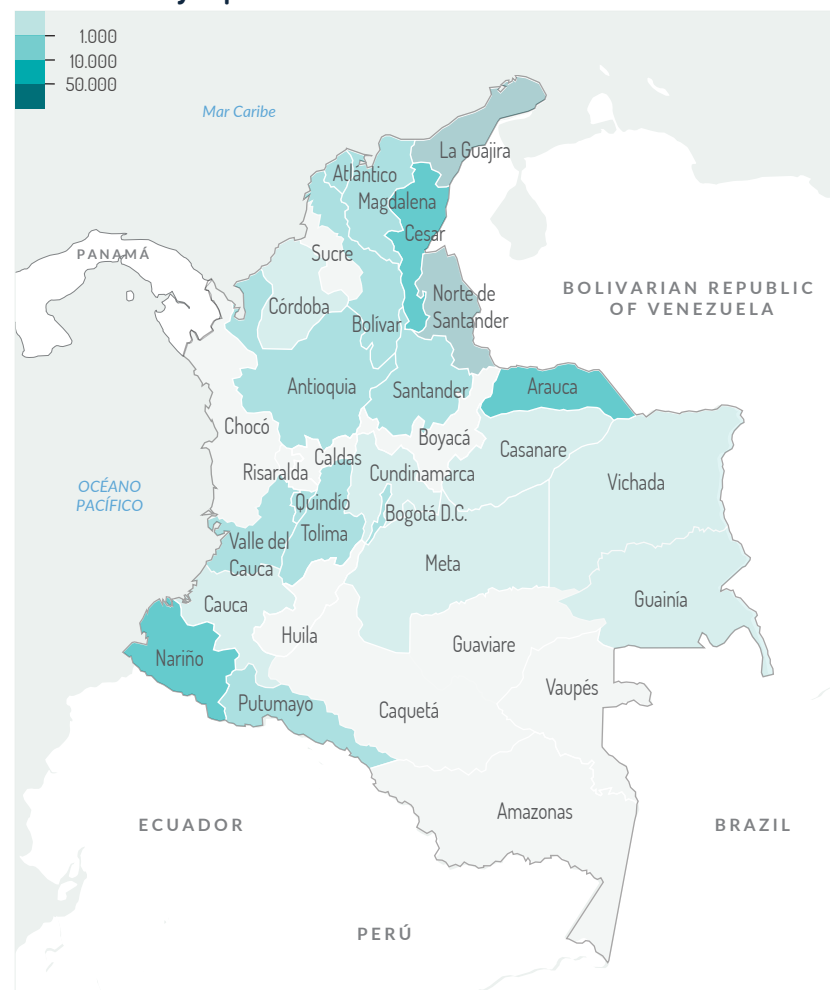 1.000
10.000
50.000
Mar Caribe
La Guajira
Atlántico
Magdalena
Cesar
PANAMÁ
Sucre
Norte de
Santander
BOLIVARIAN REPUBLIC
OF VENEZUELA
Córdoba
Bolívar
Antioquia
Santander
Arauca
Chocó
Boyacá
Casanare
Caldas
Risaralda
Cundinamarca
Vichada
OCÉANO
PACÍFICO
Quindío
Bogotá D.C.
Tolima
Valle del
Cauca
Meta
Cauca
Guainía
Huila
Guaviare
Nariño
Vaupés
Putumayo
Caquetá
Amazonas
ECUADOR
BRAZIL
PERÚ